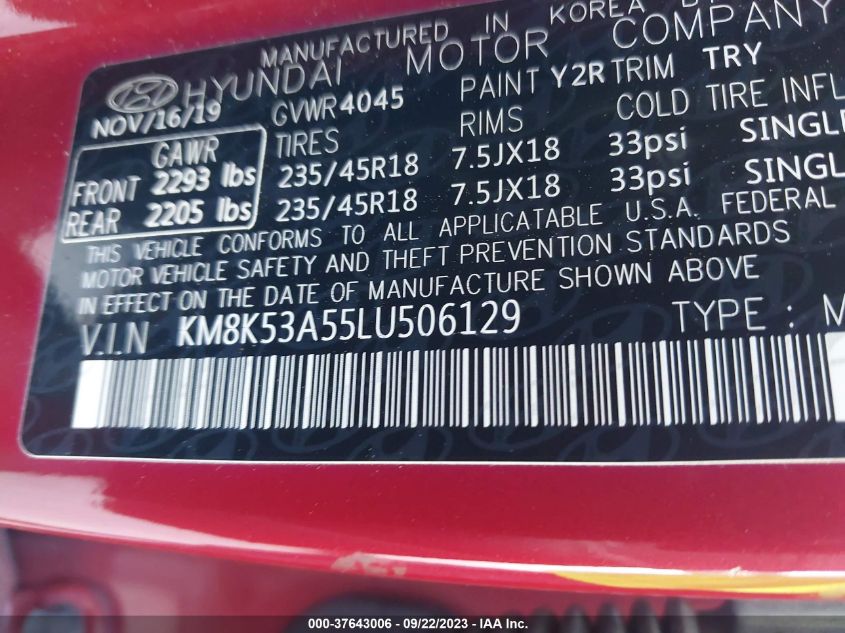 MANUFACTURED IN KOREA BY
HYUNDAI MOTOR COMPANY
NOV/16/19 GVWR 4045 PAINT Y2R TRIM TRY
GAWR TIRES RIMS COLD TIRE INFL
FRONT 2293 lbs 235/45R18 7.5JX18 33psi SINGLE
REAR 2205 lbs 235/45R18 7.5JX18 33psi SINGLE
THIS VEHICLE CONFORMS TO ALL APPLICATABLE U.S.A. FEDERAL
MOTOR VEHICLE SAFETY AND THEFT PREVENTION STANDARDS
IN EFFECT ON THE DATE OF MANUFACTURE SHOWN ABOVE
V.I.N KM8K53A55LU506129 TYPE : M
000-37643006 / 09/22/2023 - IAA Inc.